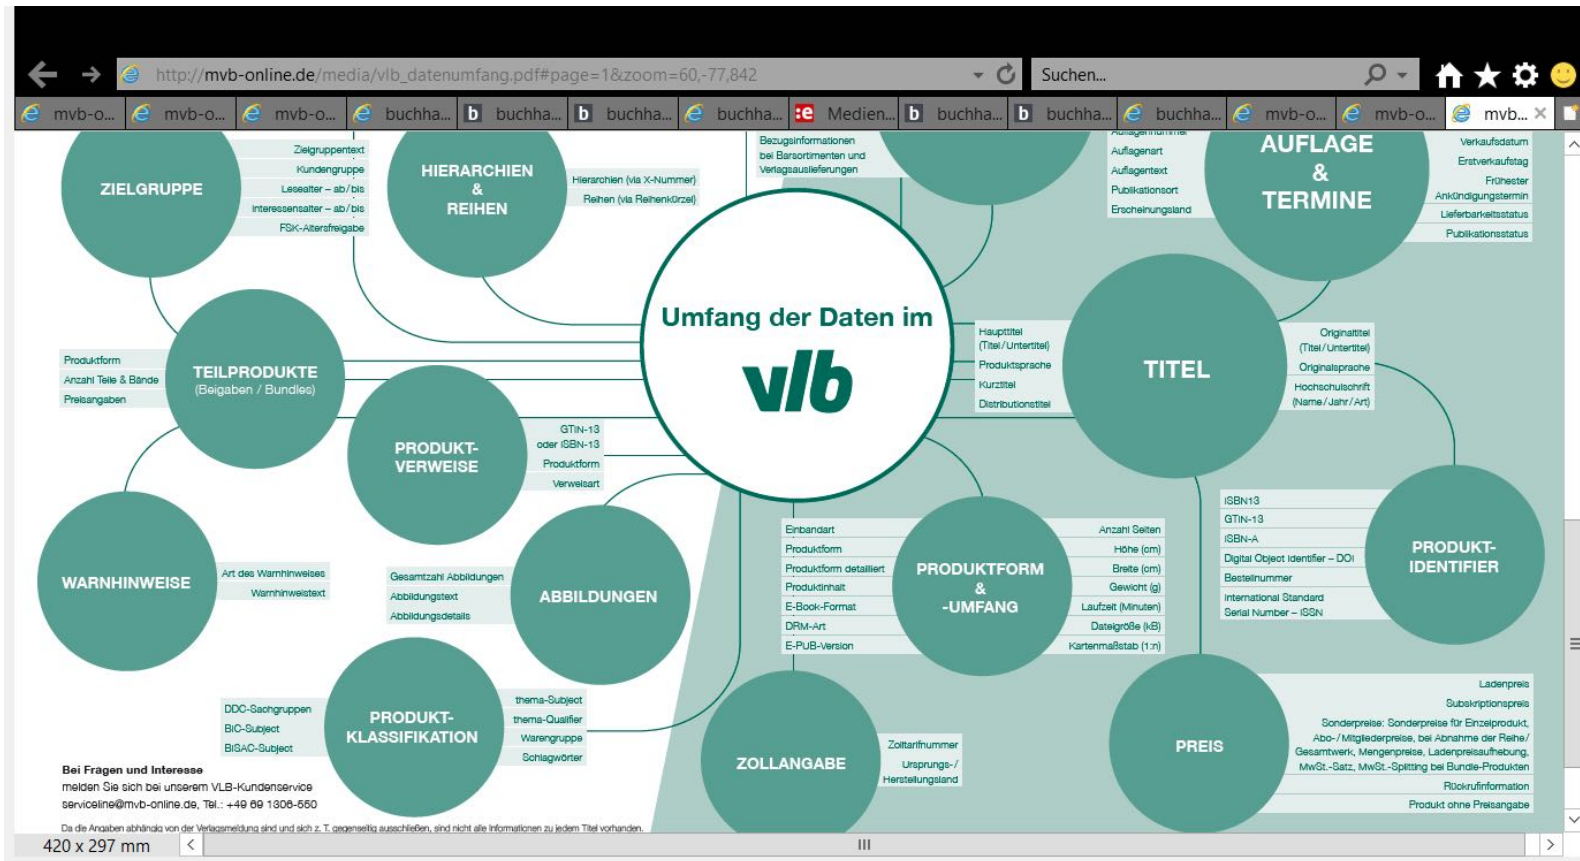 http://mvb-online.de/media/vlb_datenumfang.pdf#page=1&zoom=60,-77,842
Suchen...
mvb-o...
mvb-o...
mvb-o...
buchha...
b buchha...
b buchha...
buchha...
:e Medien...
b buchha...
b buchha...
buchha...
mvb-o...
mvb-o...
mvb...
ZIELGRUPPE
Zielgruppentext
Kundengruppe
Lesealter – ab/bis
Interessensalter – ab/bis
FSK-Altersfreigabe
HIERARCHIEN
&
REIHEN
Hierarchien (via X-Nummer)
Reihen (via Reihenkürzel)
Bezugsinformationen
bei Barsortimenten und
Verlagsauslieferungen
Auflagennummer
Auflagenart
Auflagentext
Publikationsort
Erscheinungsland
AUFLAGE
&
TERMINE
Verkaufsdatum
Erstverkaufstag
Frühester
Ankündigungstermin
Lieferbarkeitsstatus
Publikationsstatus
Umfang der Daten im
vlb
Produktform
Anzahl Teile & Bände
Preisangaben
TEILPRODUKTE
(Beigaben / Bundles)
PRODUKT-
VERWEISE
GTIN-13
oder ISBN-13
Produktform
Verweisart
Haupttitel
(Titel/Untertitel)
Produktsprache
Kurztitel
Distributionstitel
TITEL
Originaltitel
(Titel/Untertitel)
Originalsprache
Hochschulschrift
(Name/Jahr/Art)
WARNHINWEISE
Art des Warnhinweises
Warnhinweistext
Gesamtzahl Abbildungen
Abbildungstext
Abbildungsdetails
ABBILDUNGEN
Einbandart
Produktform
Produktform detailliert
Produktinhalt
E-Book-Format
DRM-Art
E-PUB-Version
PRODUKTFORM
&
-UMFANG
Anzahl Seiten
Höhe (cm)
Breite (cm)
Gewicht (g)
Laufzeit (Minuten)
Dateigröße (kB)
Kartenmaßstab (1:n)
ISBN13
GTIN-13
ISBN-A
Digital Object Identifier – DOI
Bestellnummer
International Standard
Serial Number – ISSN
PRODUKT-
IDENTIFIER
DDC-Sachgruppen
BIC-Subject
BISAC-Subject
PRODUKT-
KLASSIFIKATION
thema-Subject
thema-Qualifier
Warengruppe
Schlagwörter
ZOLLANGABE
Zolltarifnummer
Ursprungs-/
Herstellungsland
PREIS
Ladenpreis
Subskriptionspreis
Sonderpreise: Sonderpreise für Einzelprodukt,
Abo-/Mitgliederpreise, bei Abnahme der Reihe/
Gesamtwerk, Mengenpreise, Ladenpreisaufhebung,
MwSt.-Satz, MwSt.-Splitting bei Bundle-Produkten
Rückrufinformation
Produkt ohne Preisangabe
Bei Fragen und Interesse
melden Sie sich bei unserem VLB-Kundenservice
serviceline@mvb-online.de, Tel.: +49 69 1306-550
Da die Angaben abhängig von der Verlagsmeldung sind und sich z. T. gegenseitig ausschließen, sind nicht alle Informationen zu jedem Titel vorhanden.
420 x 297 mm